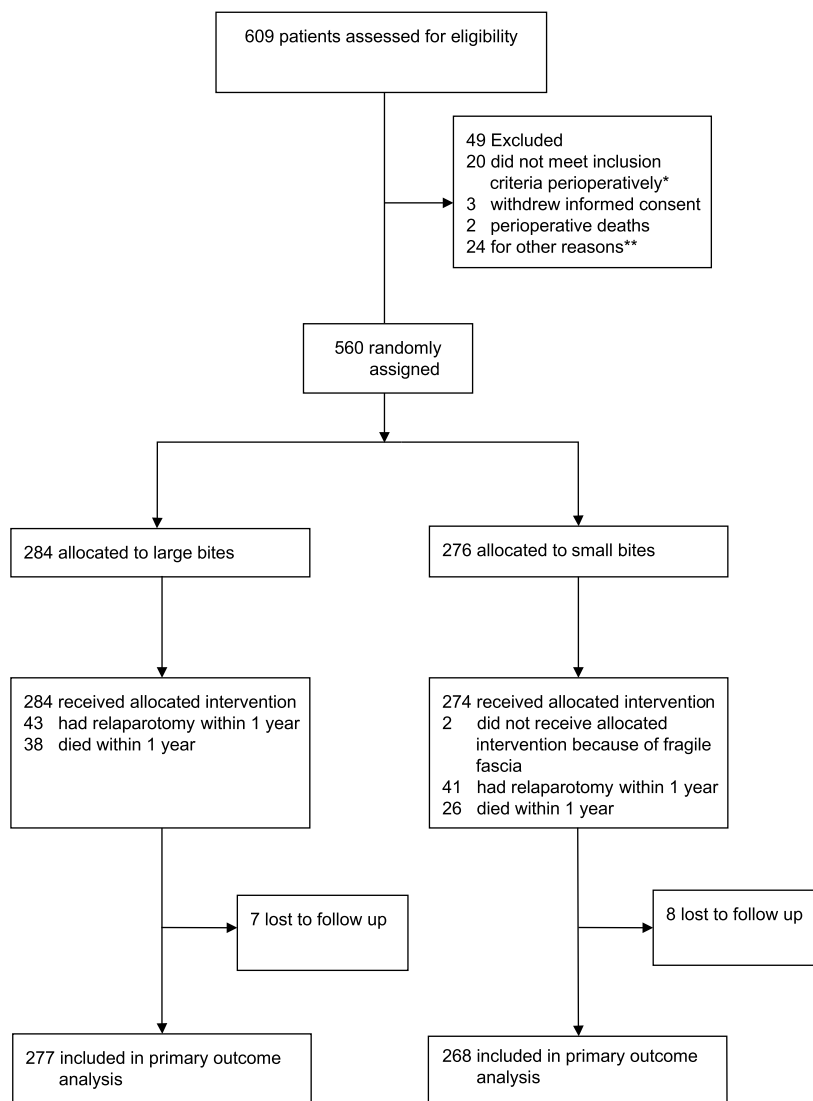 609 patients assessed for eligibility
49 Excluded
20 did not meet inclusion
criteria perioperatively*
3 withdrew informed consent
2 perioperative deaths
24 for other reasons**
560 randomly
assigned
284 allocated to large bites
276 allocated to small bites
284 received allocated intervention
43 had relaparotomy within 1 year
38 died within 1 year
274 received allocated intervention
2 did not receive allocated
intervention because of fragile
fascia
41 had relaparotomy within 1 year
26 died within 1 year
7 lost to follow up
8 lost to follow up
277 included in primary outcome
analysis
268 included in primary outcome
analysis